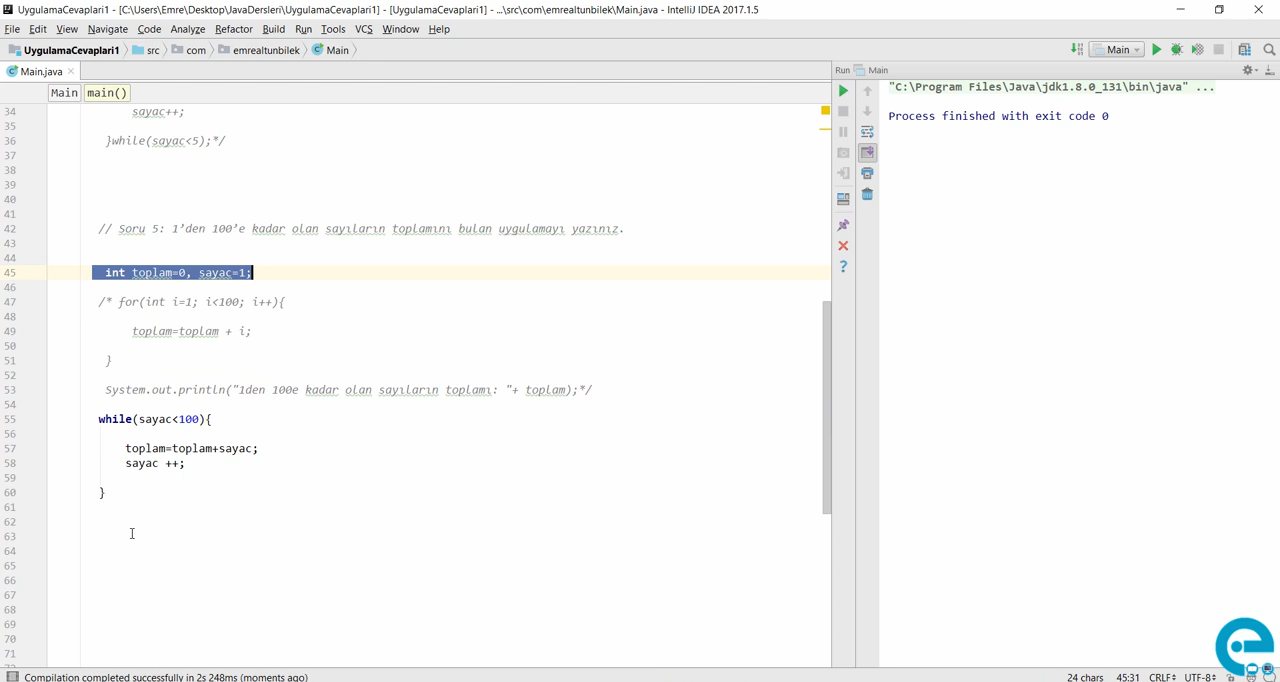 UygulamaCevaplari1 - [C:\Users\Emre\Desktop\JavaDersleri\UygulamaCevaplari1] - [UygulamaCevaplari1] - ...\src\com\emrealtunbilek\Main.java - IntelliJ IDEA 2017.1.5
File Edit View Navigate Code Analyze Refactor Build Run Tools VCS Window Help
UygulamaCevaplari1 src com emrealtunbilek Main
Main
Main.java
Run Main
Main main()
"C:\Program Files\Java\jdk1.8.0_131\bin\java" ...
Process finished with exit code 0
34 sayac++;
35
36 }while(sayac<5);*/
37
38
39
40
41
42 // Soru 5: 1’den 100’e kadar olan sayıların toplamını bulan uygulamayı yazınız.
43
44
45 int toplam=0, sayac=1;
46
47 /* for(int i=1; i<100; i++){
48
49 toplam=toplam + i;
50
51 }
52
53 System.out.println("1den 100e kadar olan sayıların toplamı: "+ toplam);*/
54
55 while(sayac<100){
56
57 toplam=toplam+sayac;
58 sayac ++;
59
60 }
61
62
63
64
65
66
67
68
69
70
71
72
Compilation completed successfully in 2s 248ms (moments ago) 24 chars 45:31 CRLF UTF-8